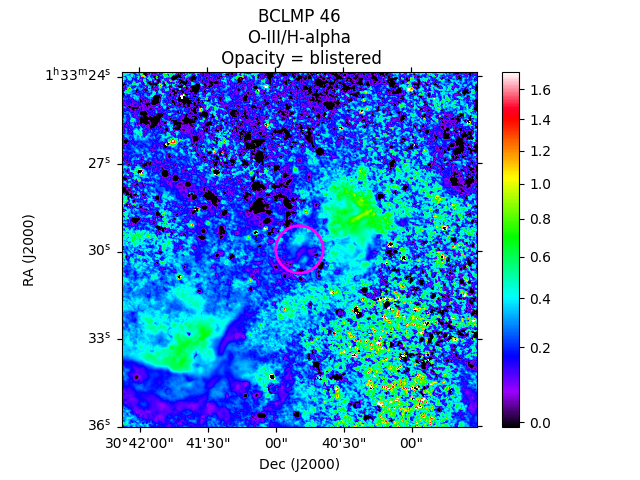 BCLMP 46
O-III/H-alpha
Opacity = blistered
1ʰ33ᵐ24ˢ
27ˢ
30ˢ
33ˢ
36ˢ
RA (J2000)
30°42'00" 41'30" 00" 40'30" 00"
Dec (J2000)
1.6
1.4
1.2
1.0
0.8
0.6
0.4
0.2
0.0